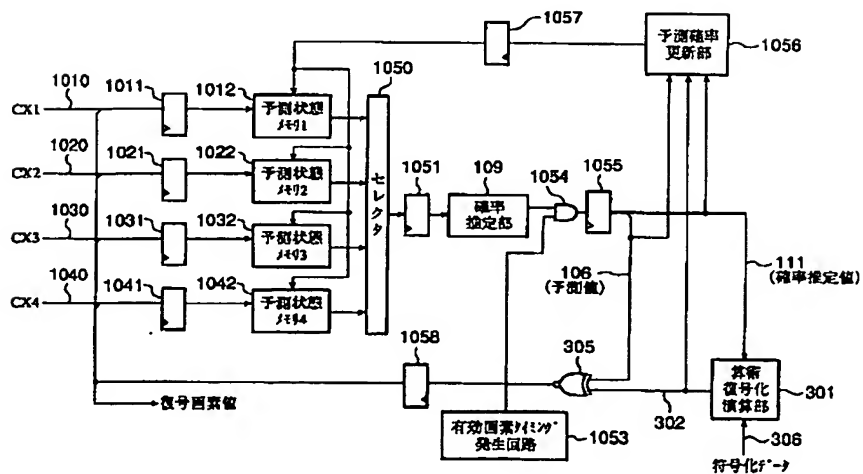 1057
予測確率
更新部
1056
1050
1010
1011
1012
CX1
予測状態
メモリ1
1020
1021
1022
CX2
予測状態
メモリ2
セレクタ
1051
109
1054
1055
確率
推定部
1030
1031
1032
CX3
予測状態
メモリ3
106
(予測値)
111
(確率推定値)
1040
1041
1042
CX4
予測状態
メモリ4
1058
305
算術
復号化
演算部
301
302
復号画素値
有効画素タイミング
発生回路
1053
306
符号化データ